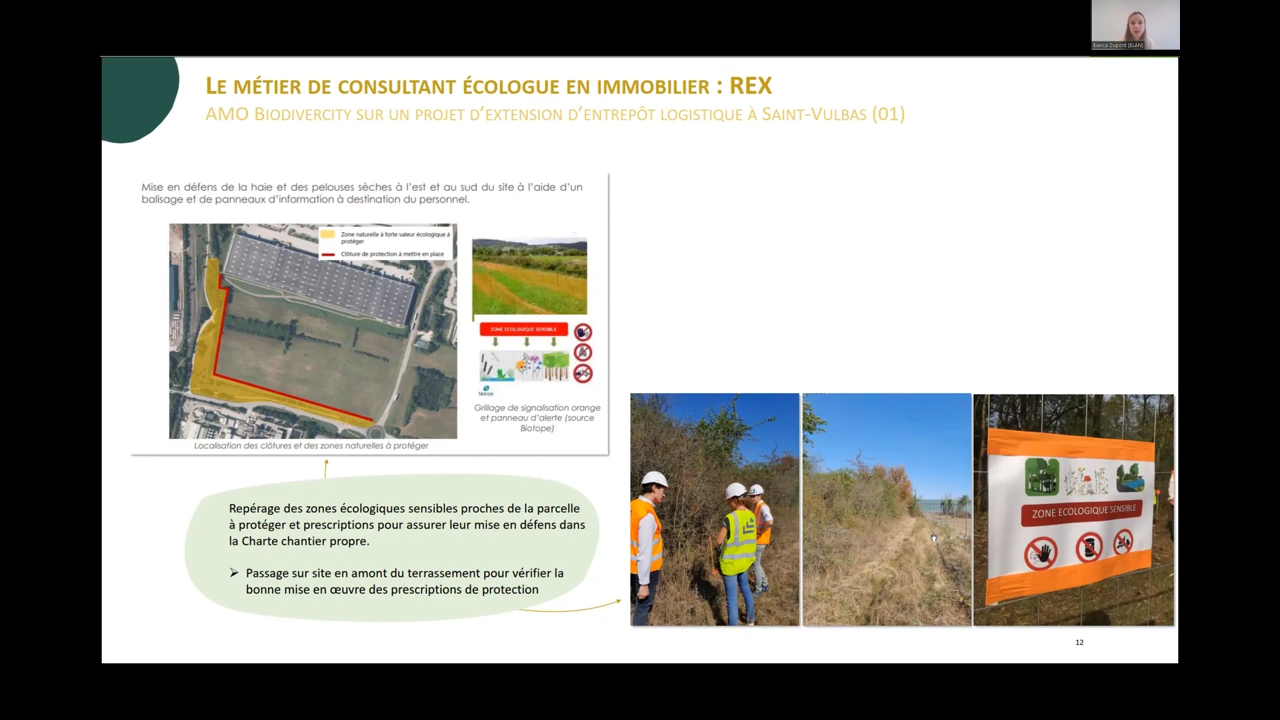 Bianca Dupont [ELAN]
LE MÉTIER DE CONSULTANT ÉCOLOGUE EN IMMOBILIER : REX
AMO BIODIVERCITY SUR UN PROJET D'EXTENSION D'ENTREPÔT LOGISTIQUE À SAINT-VULBAS (01)
Mise en défens de la haie et des pelouses sèches à l'est et au sud du site à l'aide d'un
balisage et de panneaux d'information à destination du personnel.
Zone naturelle à forte valeur écologique à
protéger
Clôture de protection à mettre en place
ZONE ECOLOGIQUE SENSIBLE
Grillage de signalisation orange
et panneau d'alerte (source
Biotope)
Localisation des clôtures et des zones naturelles à protéger
Repérage des zones écologiques sensibles proches de la parcelle
à protéger et prescriptions pour assurer leur mise en défens dans
la Charte chantier propre.
➢ Passage sur site en amont du terrassement pour vérifier la
bonne mise en œuvre des prescriptions de protection
ZONE ECOLOGIQUE SENSIBLE
12